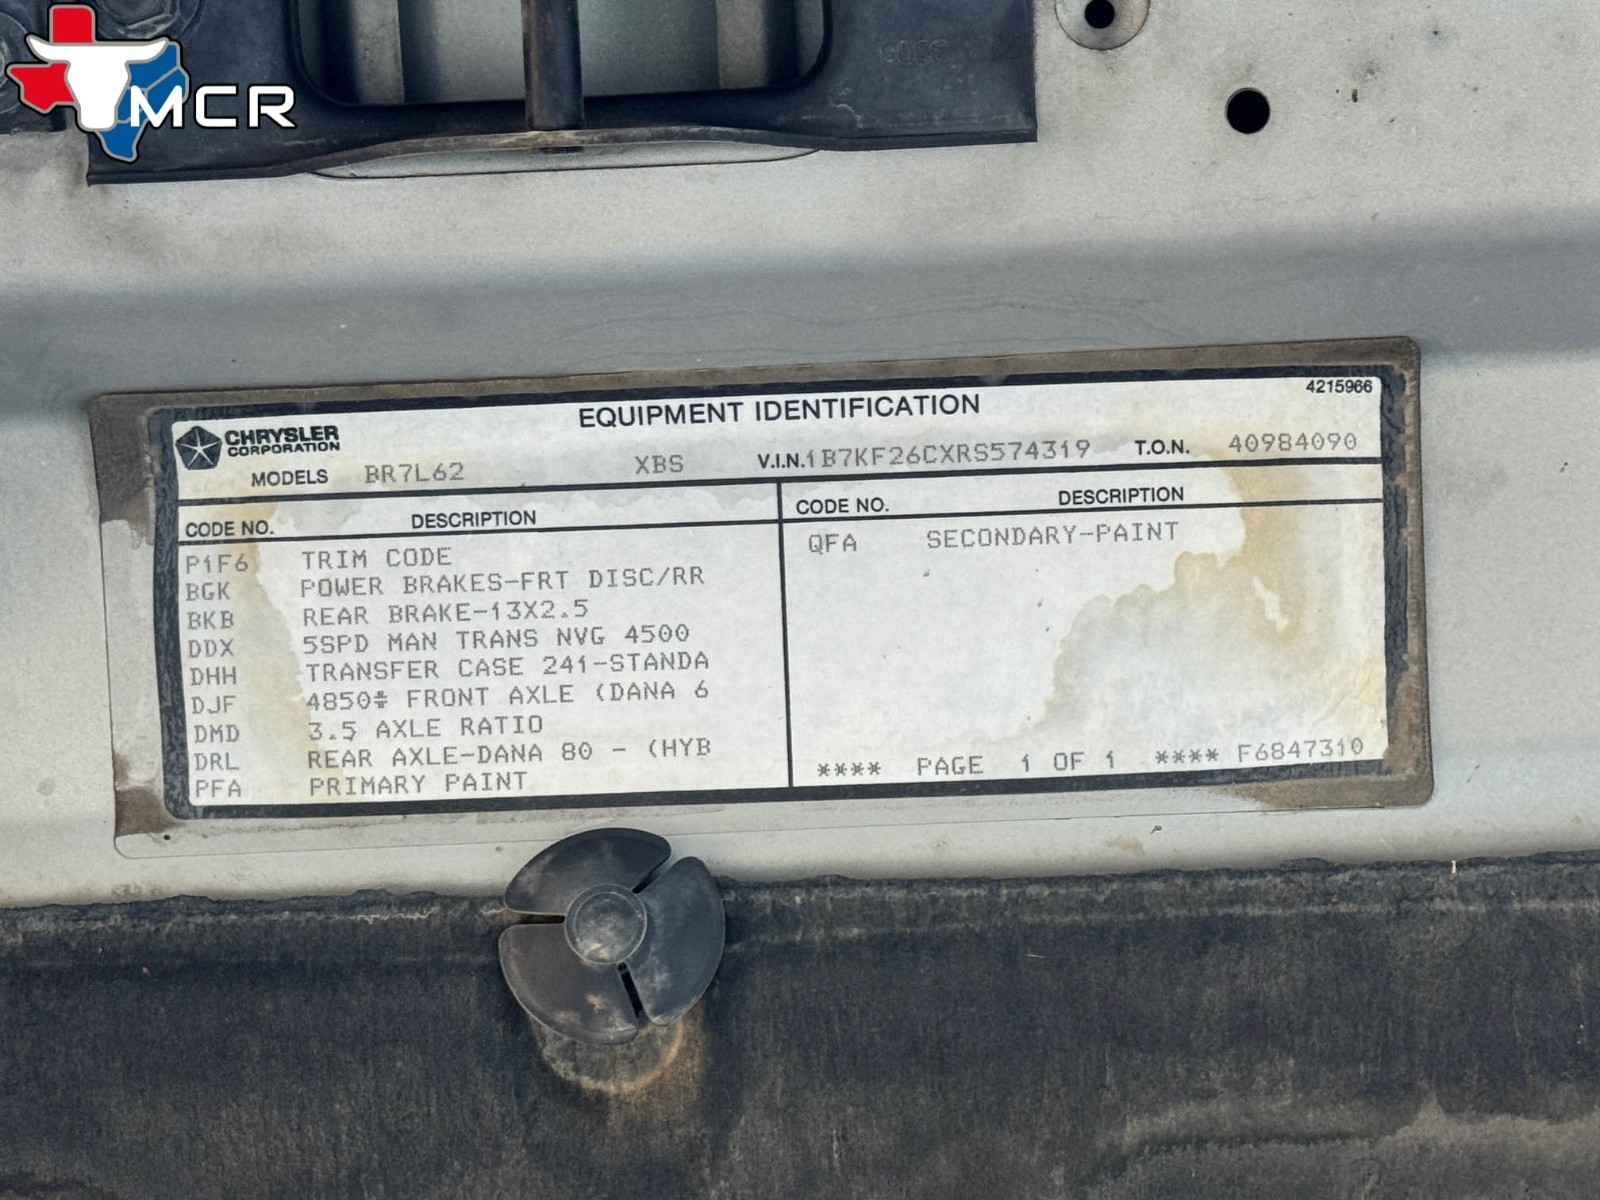 MCR
4215966
EQUIPMENT IDENTIFICATION
CHRYSLER
CORPORATION
MODELS BR7L62 XBS V.I.N. 1B7KF26CXRS574319 T.O.N. 40984090
CODE NO. DESCRIPTION
P1F6 TRIM CODE
BGK POWER BRAKES-FRT DISC/RR
BKB REAR BRAKE-13X2.5
DDX 5SPD MAN TRANS NVG 4500
DHH TRANSFER CASE 241-STANDA
DJF 4850# FRONT AXLE (DANA 6
DMD 3.5 AXLE RATIO
DRL REAR AXLE-DANA 80 - (HYB
PFA PRIMARY PAINT
CODE NO. DESCRIPTION
QFA SECONDARY-PAINT
**** PAGE 1 OF 1 **** F6847310